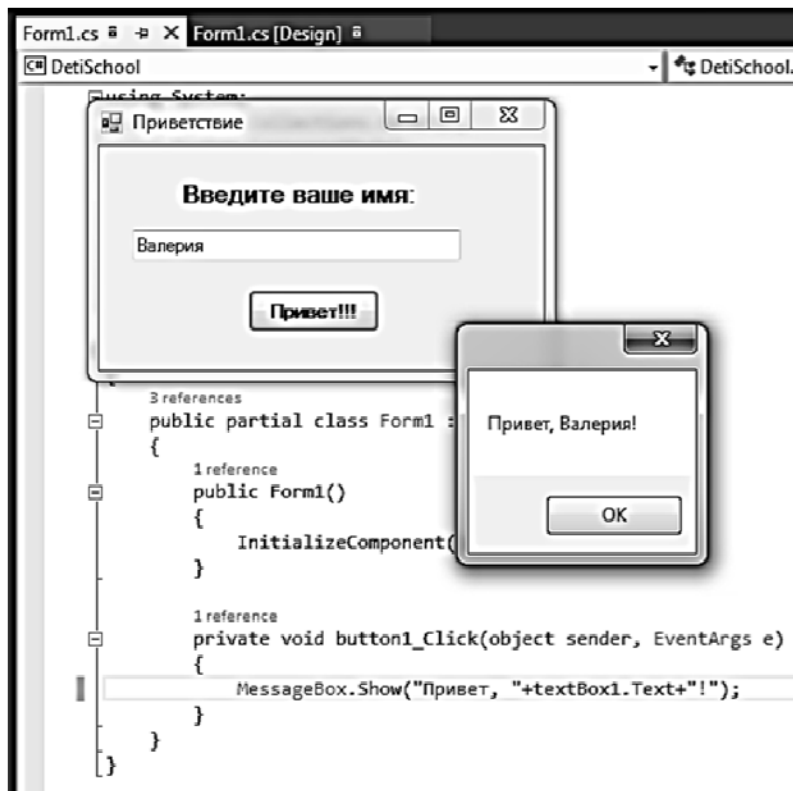 Form1.cs
Form1.cs [Design]
C# DetiSchool
DetiSchool.
using System;
Приветствие
Введите ваше имя:
Валерия
Привет!!!
Привет, Валерия!
OK
3 references
public partial class Form1 :
{
1 reference
public Form1()
{
InitializeComponent(
}
1 reference
private void button1_Click(object sender, EventArgs e)
{
MessageBox.Show("Привет, "+textBox1.Text+"!");
}
}
}